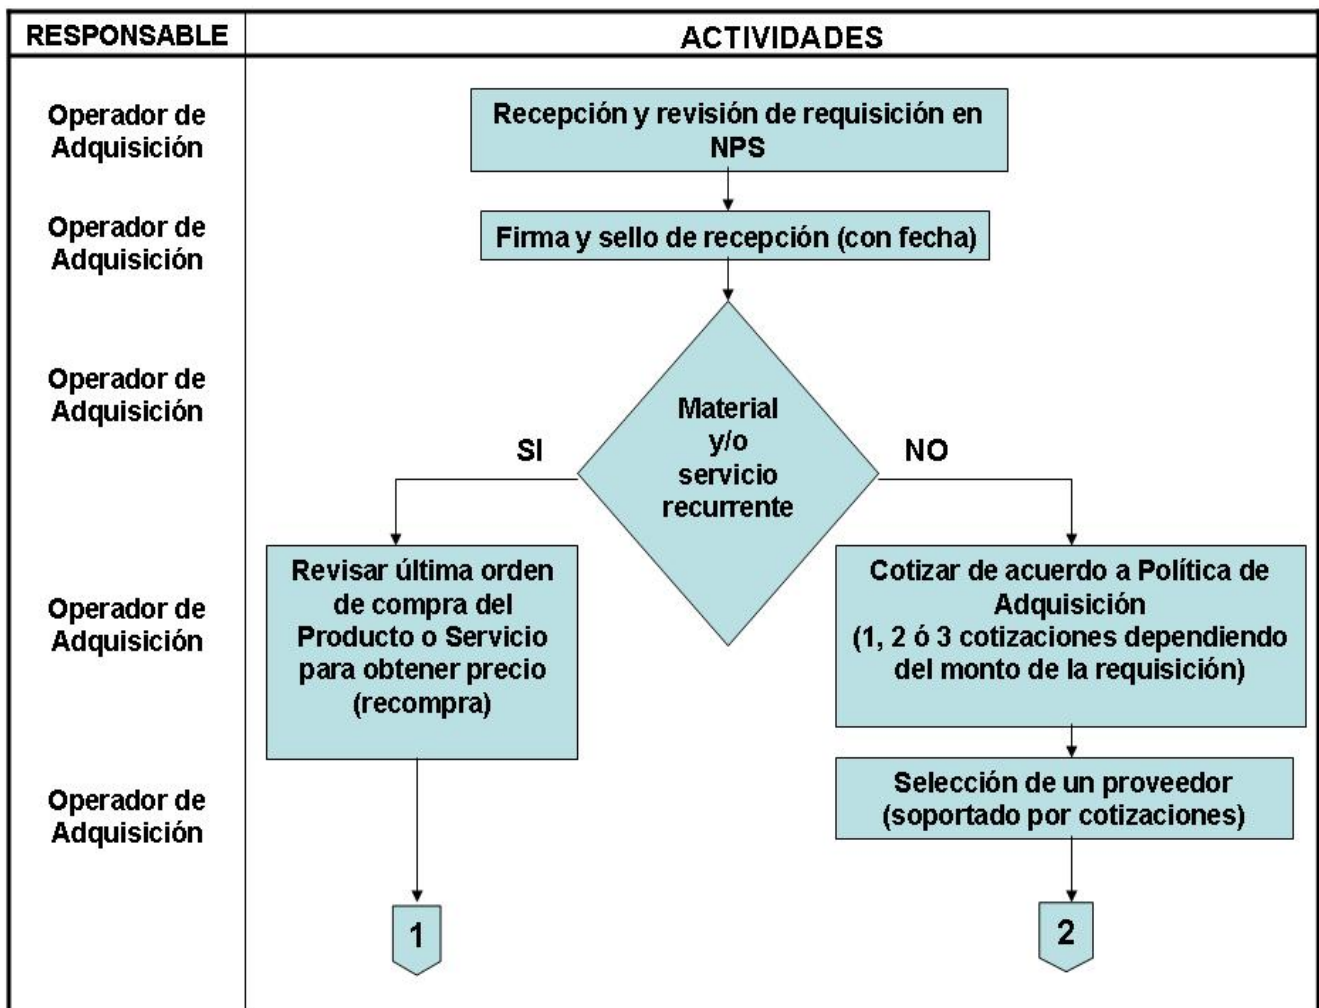 RESPONSABLE
ACTIVIDADES
Operador de
Adquisición
Recepción y revisión de requisición en
NPS
Operador de
Adquisición
Firma y sello de recepción (con fecha)
Operador de
Adquisición
Material
y/o
servicio
recurrente
SI
NO
Operador de
Adquisición
Revisar última orden
de compra del
Producto o Servicio
para obtener precio
(recompra)
Cotizar de acuerdo a Política de
Adquisición
(1, 2 ó 3 cotizaciones dependiendo
del monto de la requisición)
Operador de
Adquisición
Selección de un proveedor
(soportado por cotizaciones)
1
2